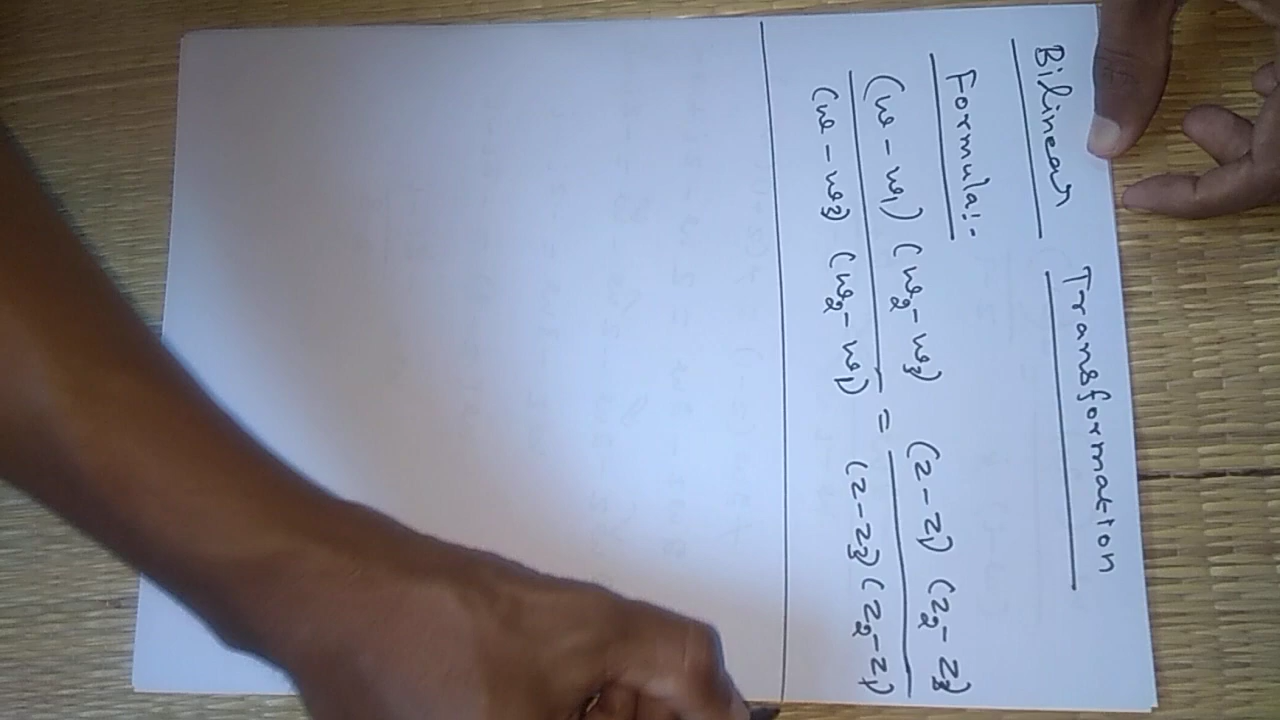 Bilinear Transformation
Formula:-
(w - w1) (w2 - w3) / (w - w3) (w2 - w1) = (z - z1) (z2 - z3) / (z - z3) (z2 - z1)